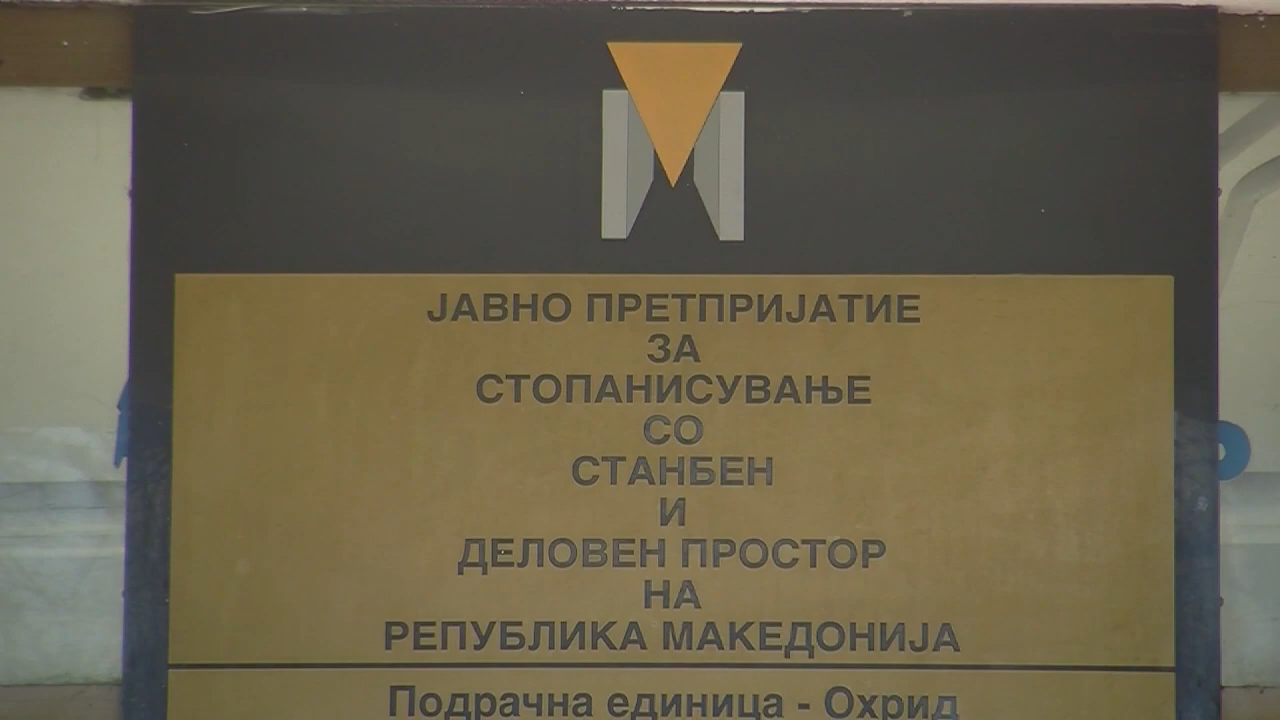 ЈАВНО ПРЕТПРИЈАТИЕ
ЗА
СТОПАНИСУВАЊЕ
СО
СТАНБЕН
И
ДЕЛОВЕН ПРОСТОР
НА
РЕПУБЛИКА МАКЕДОНИЈА
Подрачна единица - Охрид